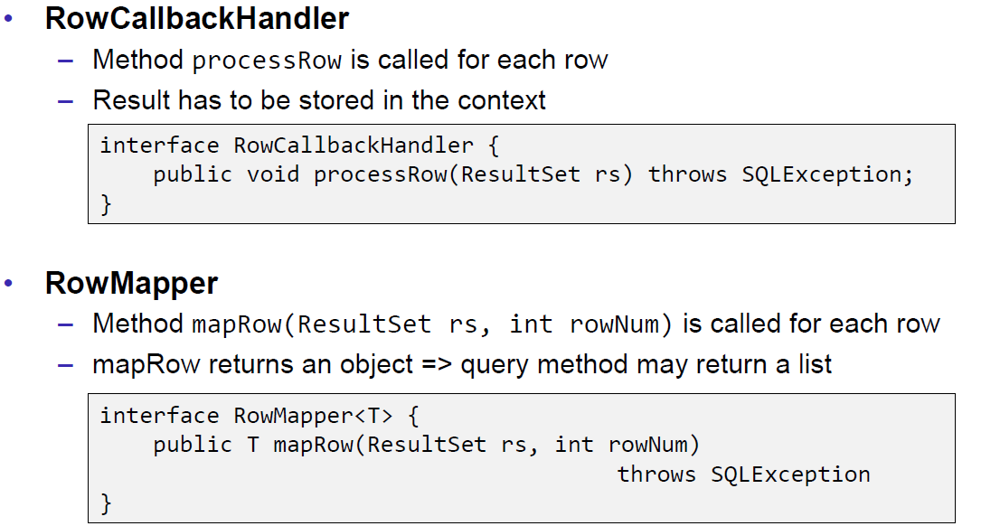 • RowCallbackHandler
– Method processRow is called for each row
– Result has to be stored in the context
interface RowCallbackHandler {
    public void processRow(ResultSet rs) throws SQLException;
}
• RowMapper
– Method mapRow(ResultSet rs, int rowNum) is called for each row
– mapRow returns an object => query method may return a list
interface RowMapper<T> {
    public T mapRow(ResultSet rs, int rowNum)
                                       throws SQLException
}